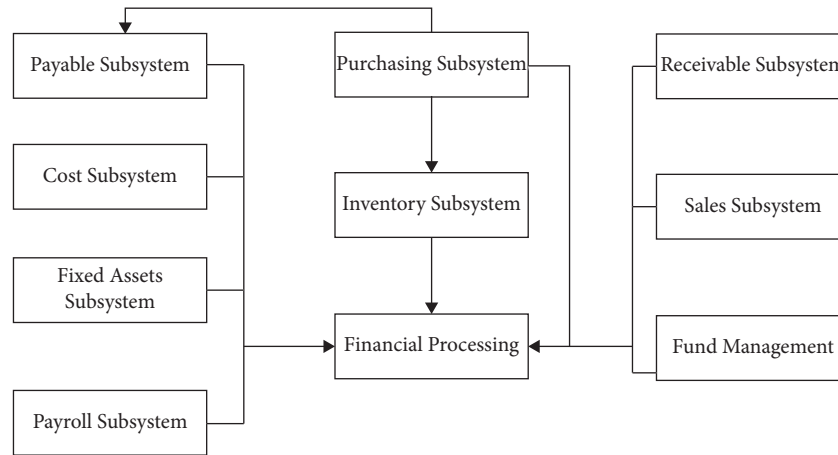 Payable Subsystem
Purchasing Subsystem
Receivable Subsystem
Cost Subsystem
Inventory Subsystem
Sales Subsystem
Fixed Assets
Subsystem
Financial Processing
Fund Management
Payroll Subsystem